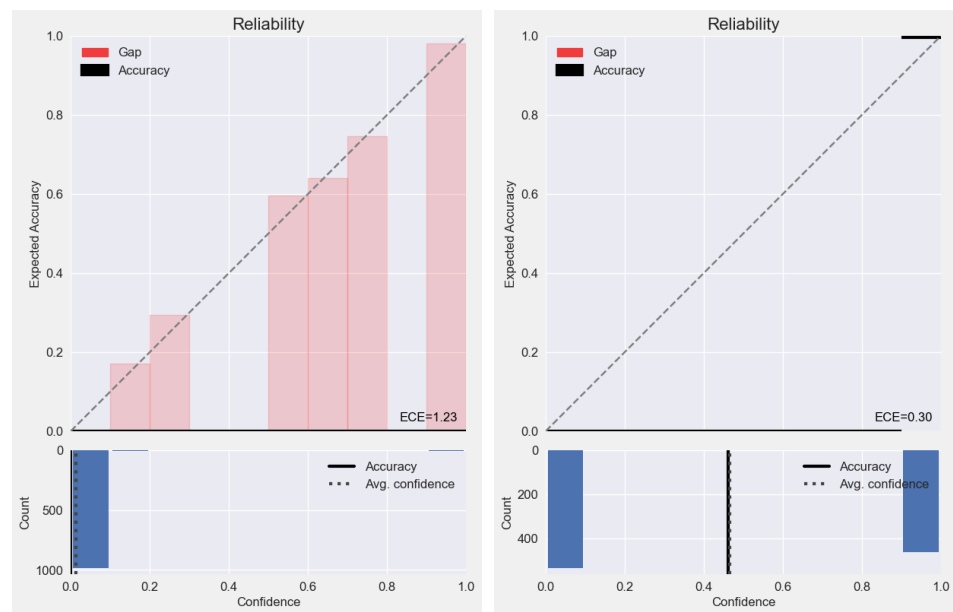 Reliability
1.0
0.8
0.6
0.4
0.2
0.0
Expected Accuracy
Gap
Accuracy
ECE=1.23
0
500
1000
Count
Accuracy
Avg. confidence
0.0 0.2 0.4 0.6 0.8 1.0
Confidence
Reliability
1.0
0.8
0.6
0.4
0.2
0.0
Expected Accuracy
Gap
Accuracy
ECE=0.30
0
200
400
Count
Accuracy
Avg. confidence
0.0 0.2 0.4 0.6 0.8 1.0
Confidence